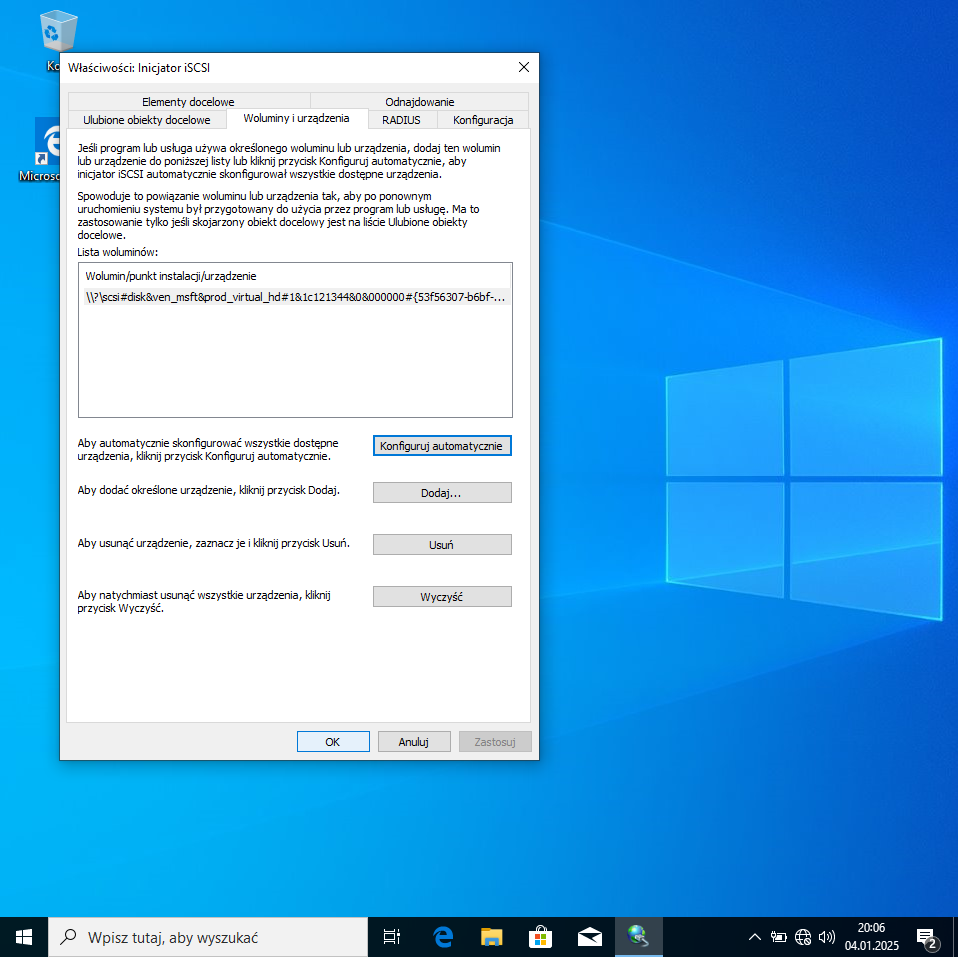 Właściwości: Inicjator iSCSI
Elementy docelowe
Odnajdowanie
Ulubione obiekty docelowe
Woluminy i urządzenia
RADIUS
Konfiguracja
Jeśli program lub usługa używa określonego woluminu lub urządzenia, dodaj ten wolumin
lub urządzenie do poniższej listy lub kliknij przycisk Konfiguruj automatycznie, aby
inicjator iSCSI automatycznie skonfigurował wszystkie dostępne urządzenia.
Spowoduje to powiązanie woluminu lub urządzenia tak, aby po ponownym
uruchomieniu systemu był przygotowany do użycia przez program lub usługę. Ma to
zastosowanie tylko jeśli skojarzony obiekt docelowy jest na liście Ulubione obiekty
docelowe.
Lista woluminów:
Wolumin/punkt instalacji/urządzenie
\\?\scsi#disk&ven_msft&prod_virtual_hd#1&1c121344&0&000000#{53f56307-b6bf-...
Aby automatycznie skonfigurować wszystkie dostępne
urządzenia, kliknij przycisk Konfiguruj automatycznie.
Konfiguruj automatycznie
Aby dodać określone urządzenie, kliknij przycisk Dodaj.
Dodaj...
Aby usunąć urządzenie, zaznacz je i kliknij przycisk Usuń.
Usuń
Aby natychmiast usunąć wszystkie urządzenia, kliknij
przycisk Wyczyść.
Wyczyść
OK
Anuluj
Zastosuj
Wpisz tutaj, aby wyszukać
20:06
04.01.2025
2